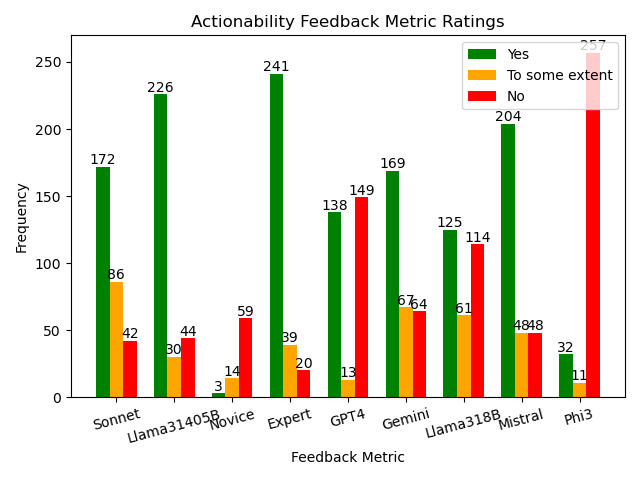 Actionability Feedback Metric Ratings
Yes
To some extent
No
Frequency
250
200
150
100
50
0
172
86
42
226
30
44
3
14
59
241
39
20
138
13
149
169
67
64
125
61
114
204
48
48
32
11
257
Sonnet
Llama31405B
Novice
Expert
GPT4
Gemini
Llama318B
Mistral
Phi3
Feedback Metric